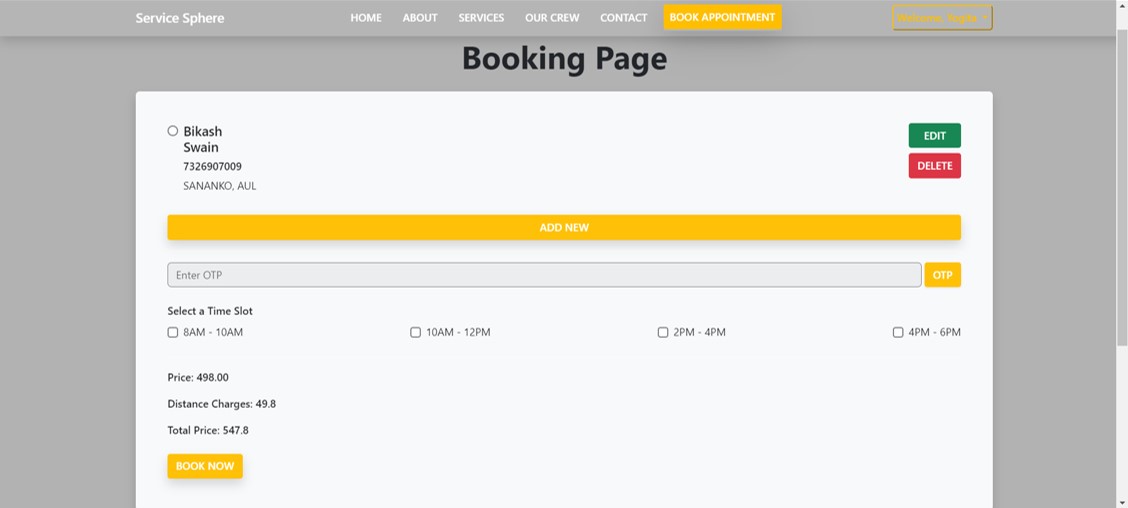 Service Sphere
HOME ABOUT SERVICES OUR CREW CONTACT BOOK APPOINTMENT Welcome,
Booking Page
Bikash
Swain
7326907009
SANANKO, AUL
EDIT
DELETE
ADD NEW
Enter OTP OTP
Select a Time Slot
8AM - 10AM 10AM - 12PM 2PM - 4PM 4PM - 6PM
Price: 498.00
Distance Charges: 49.8
Total Price: 547.8
BOOK NOW